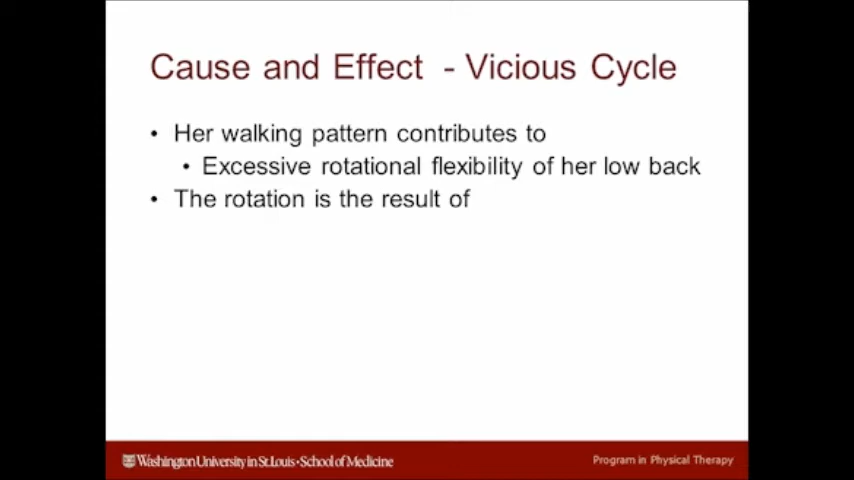 Cause and Effect - Vicious Cycle
• Her walking pattern contributes to
• Excessive rotational flexibility of her low back
• The rotation is the result of
Washington University in St. Louis • School of Medicine
Program in Physical Therapy